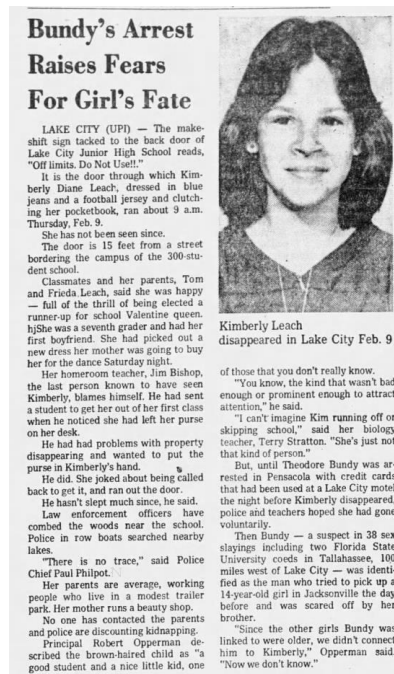 Bundy's Arrest
Raises Fears
For Girl's Fate
LAKE CITY (UPI) — The make-
shift sign tacked to the back door of
Lake City Junior High School reads,
"Off limits. Do Not Use!!."
It is the door through which Kim-
berly Diane Leach, dressed in blue
jeans and a football jersey and clutch-
ing her pocketbook, ran about 9 a.m.
Thursday, Feb. 9.
She has not been seen since.
The door is 15 feet from a street
bordering the campus of the 300-stu-
dent school.
Classmates and her parents, Tom
and Frieda Leach, said she was happy
— full of the thrill of being elected a
runner-up for school Valentine queen.
hjShe was a seventh grader and had her
first boyfriend. She had picked out a
new dress her mother was going to buy
her for the dance Saturday night.
Her homeroom teacher, Jim Bishop,
the last person known to have seen
Kimberly, blames himself. He had sent
a student to get her out of her first class
when he noticed she had left her purse
on her desk.
He had had problems with property
disappearing and wanted to put the
purse in Kimberly's hand.
He did. She joked about being called
back to get it, and ran out the door.
He hasn't slept much since, he said.
Law enforcement officers have
combed the woods near the school.
Police in row boats searched nearby
lakes.
"There is no trace," said Police
Chief Paul Philpot.
Her parents are average, working
people who live in a modest trailer
park. Her mother runs a beauty shop.
No one has contacted the parents
and police are discounting kidnapping.
Principal Robert Opperman de-
scribed the brown-haired child as "a
good student and a nice little kid, one
Kimberly Leach
disappeared in Lake City Feb. 9
of those that you don't really know.
"You know, the kind that wasn't bad
enough or prominent enough to attract
attention," he said.
"I can't imagine Kim running off or
skipping school," said her biology
teacher, Terry Stratton. "She's just not
that kind of person."
But, until Theodore Bundy was ar-
rested in Pensacola with credit cards
that had been used at a Lake City motel
the night before Kimberly disappeared,
police and teachers hoped she had gone
voluntarily.
Then Bundy — a suspect in 38 sex
slayings including two Florida State
University coeds in Tallahassee, 100
miles west of Lake City — was identi-
fied as the man who tried to pick up a
14-year-old girl in Jacksonville the day
before and was scared off by her
brother.
"Since the other girls Bundy was
linked to were older, we didn't connect
him to Kimberly," Opperman said.
"Now we don't know."